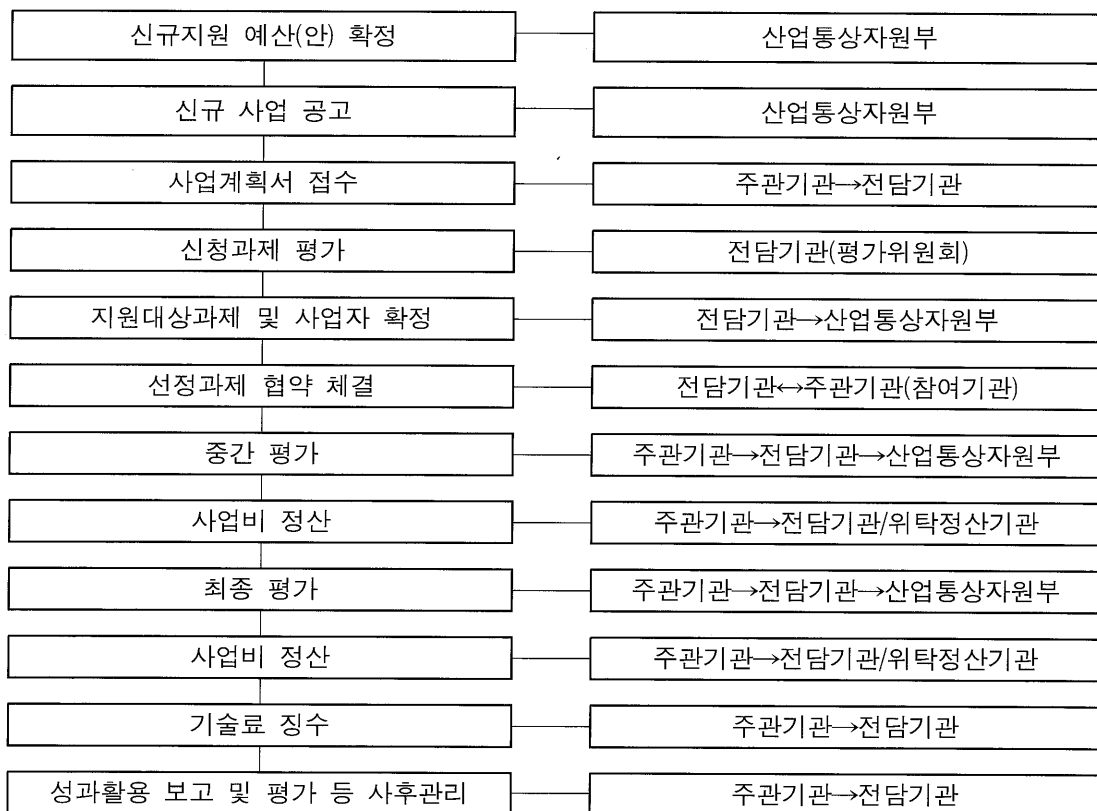 신규지원 예산(안) 확정
산업통상자원부
신규 사업 공고
산업통상자원부
사업계획서 접수
주관기관→전담기관
신청과제 평가
전담기관(평가위원회)
지원대상과제 및 사업자 확정
전담기관→산업통상자원부
선정과제 협약 체결
전담기관↔주관기관(참여기관)
중간 평가
주관기관→전담기관→산업통상자원부
사업비 정산
주관기관→전담기관/위탁정산기관
최종 평가
주관기관→전담기관→산업통상자원부
사업비 정산
주관기관→전담기관/위탁정산기관
기술료 징수
주관기관→전담기관
성과활용 보고 및 평가 등 사후관리
주관기관→전담기관